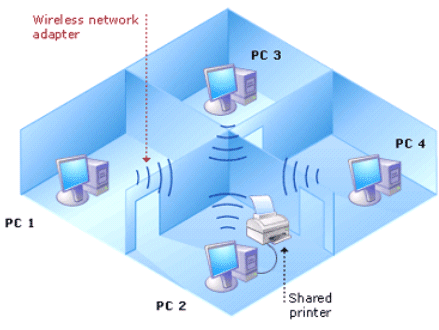 Wireless network
adapter
PC 3
PC 4
PC 1
PC 2
Shared
printer